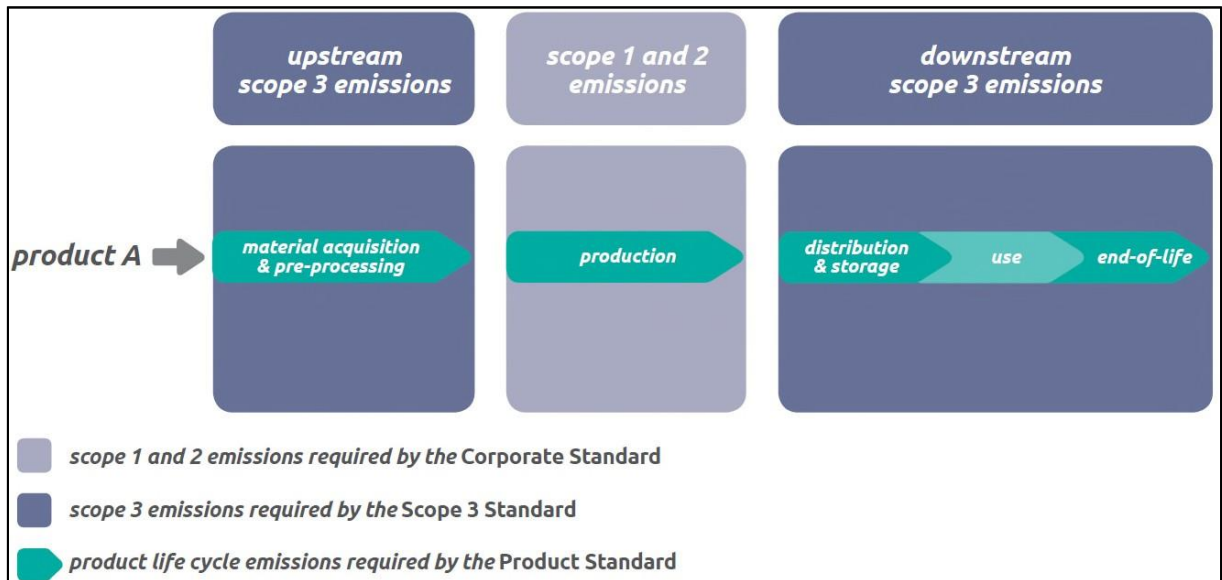 upstream
scope 3 emissions
scope 1 and 2
emissions
downstream
scope 3 emissions
product A
material acquisition
& pre-processing
production
distribution
& storage
use
end-of-life
scope 1 and 2 emissions required by the Corporate Standard
scope 3 emissions required by the Scope 3 Standard
product life cycle emissions required by the Product Standard